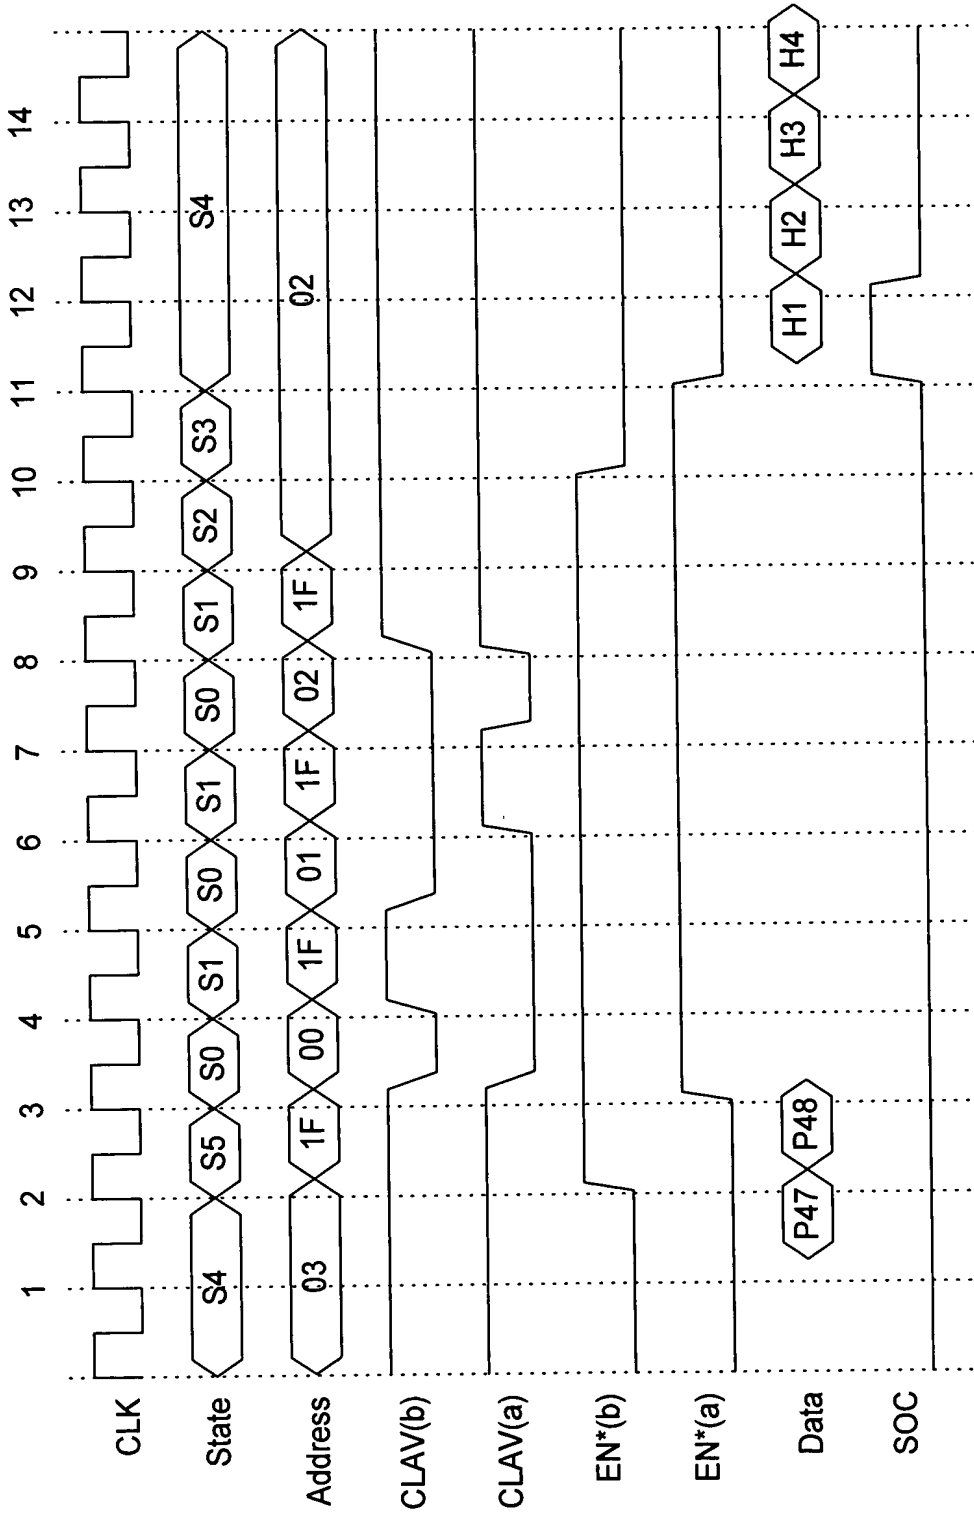 1 2 3 4 5 6 7 8 9 10 11 12 13 14
CLK
State S4 S5 S0 S1 S0 S1 S0 S1 S2 S3 S4
Address 03 1F 00 1F 01 1F 02 1F 02
CLAV(b)
CLAV(a)
EN*(b)
EN*(a)
Data P47 P48 H1 H2 H3 H4
SOC